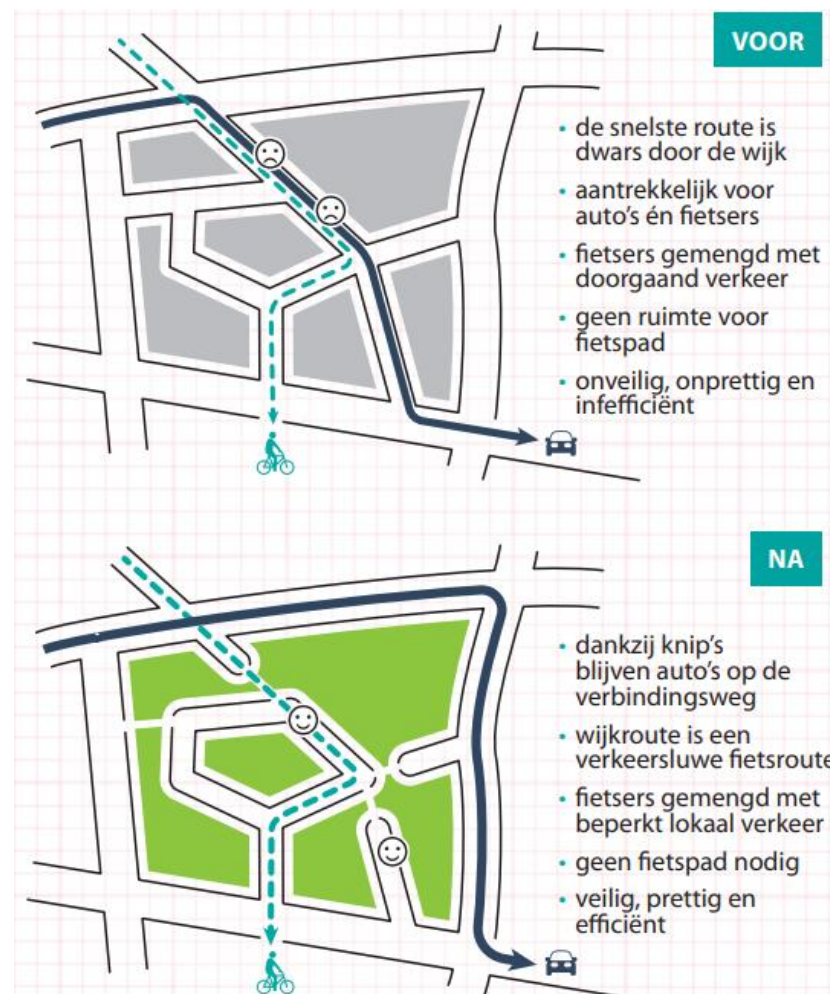 VOOR
• de snelste route is
dwars door de wijk
• aantrekkelijk voor
auto's én fietsers
• fietsers gemengd met
doorgaand verkeer
• geen ruimte voor
fietspad
• onveilig, onprettig en
infefficiënt
NA
• dankzij knip's
blijven auto's op de
verbindingsweg
• wijkroute is een
verkeersluwe fietsroute
• fietsers gemengd met
beperkt lokaal verkeer
• geen fietspad nodig
• veilig, prettig en
efficiënt